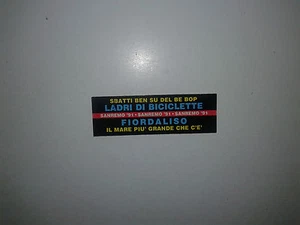 SBATTI BEN SU DEL BE BOP
LADRI DI BICICLETTE
SANREMO '91 • SANREMO '91 • SANREMO '91
FIORDALISO
IL MARE PIU' GRANDE CHE C'E'